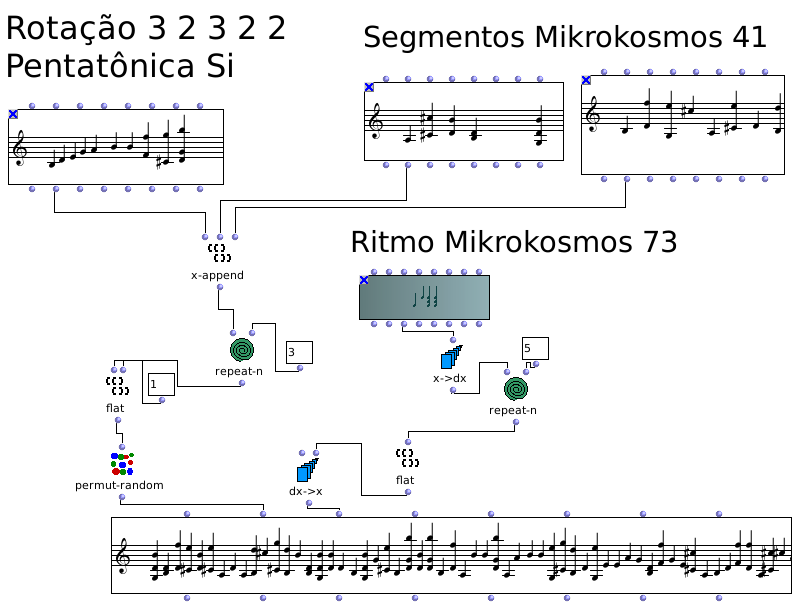 Rotação 3 2 3 2 2
Pentatônica Si
Segmentos Mikrokosmos 41
Ritmo Mikrokosmos 73
x-append
3
repeat-n
1
flat
permut-random
x->dx
5
repeat-n
flat
dx->x